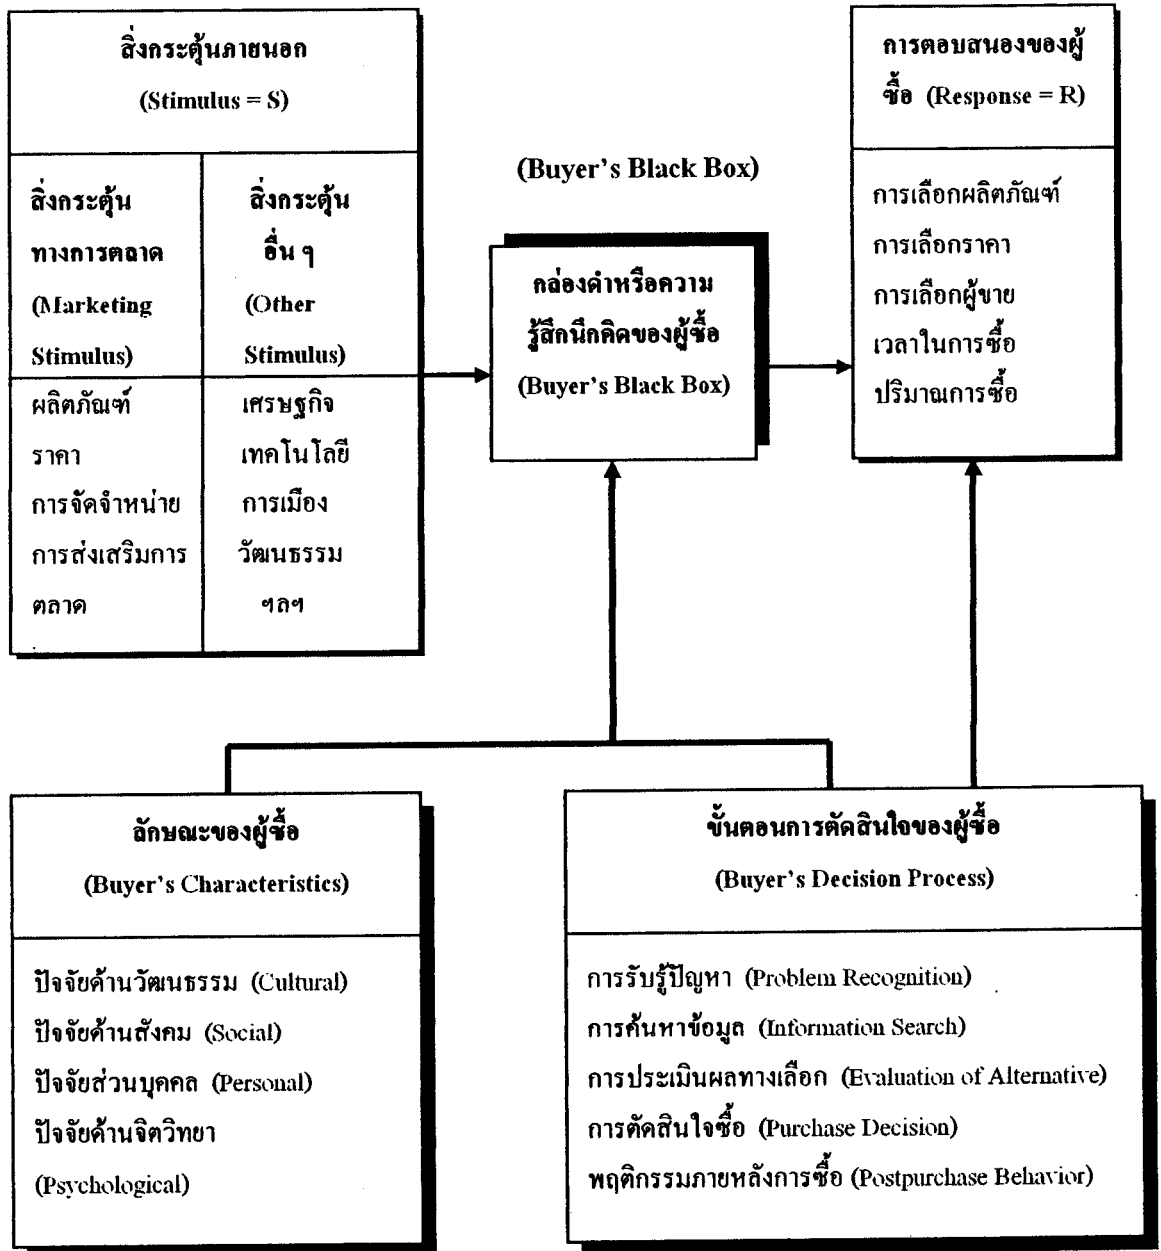 สิ่งกระตุ้นภายนอก
(Stimulus = S)
สิ่งกระตุ้น
ทางการตลาด
(Marketing
Stimulus)
สิ่งกระตุ้น
อื่น ๆ
(Other
Stimulus)
ผลิตภัณฑ์
ราคา
การจัดจำหน่าย
การส่งเสริมการ
ตลาด
เศรษฐกิจ
เทคโนโลยี
การเมือง
วัฒนธรรม
ฯลฯ
(Buyer's Black Box)
กล่องดำหรือความ
รู้สึกนึกคิดของผู้ซื้อ
(Buyer's Black Box)
การตอบสนองของผู้
ซื้อ (Response = R)
การเลือกผลิตภัณฑ์
การเลือกราคา
การเลือกผู้ขาย
เวลาในการซื้อ
ปริมาณการซื้อ
ลักษณะของผู้ซื้อ
(Buyer's Characteristics)
ปัจจัยด้านวัฒนธรรม (Cultural)
ปัจจัยด้านสังคม (Social)
ปัจจัยส่วนบุคคล (Personal)
ปัจจัยด้านจิตวิทยา
(Psychological)
ขั้นตอนการตัดสินใจของผู้ซื้อ
(Buyer's Decision Process)
การรับรู้ปัญหา (Problem Recognition)
การค้นหาข้อมูล (Information Search)
การประเมินผลทางเลือก (Evaluation of Alternative)
การตัดสินใจซื้อ (Purchase Decision)
พฤติกรรมภายหลังการซื้อ (Postpurchase Behavior)